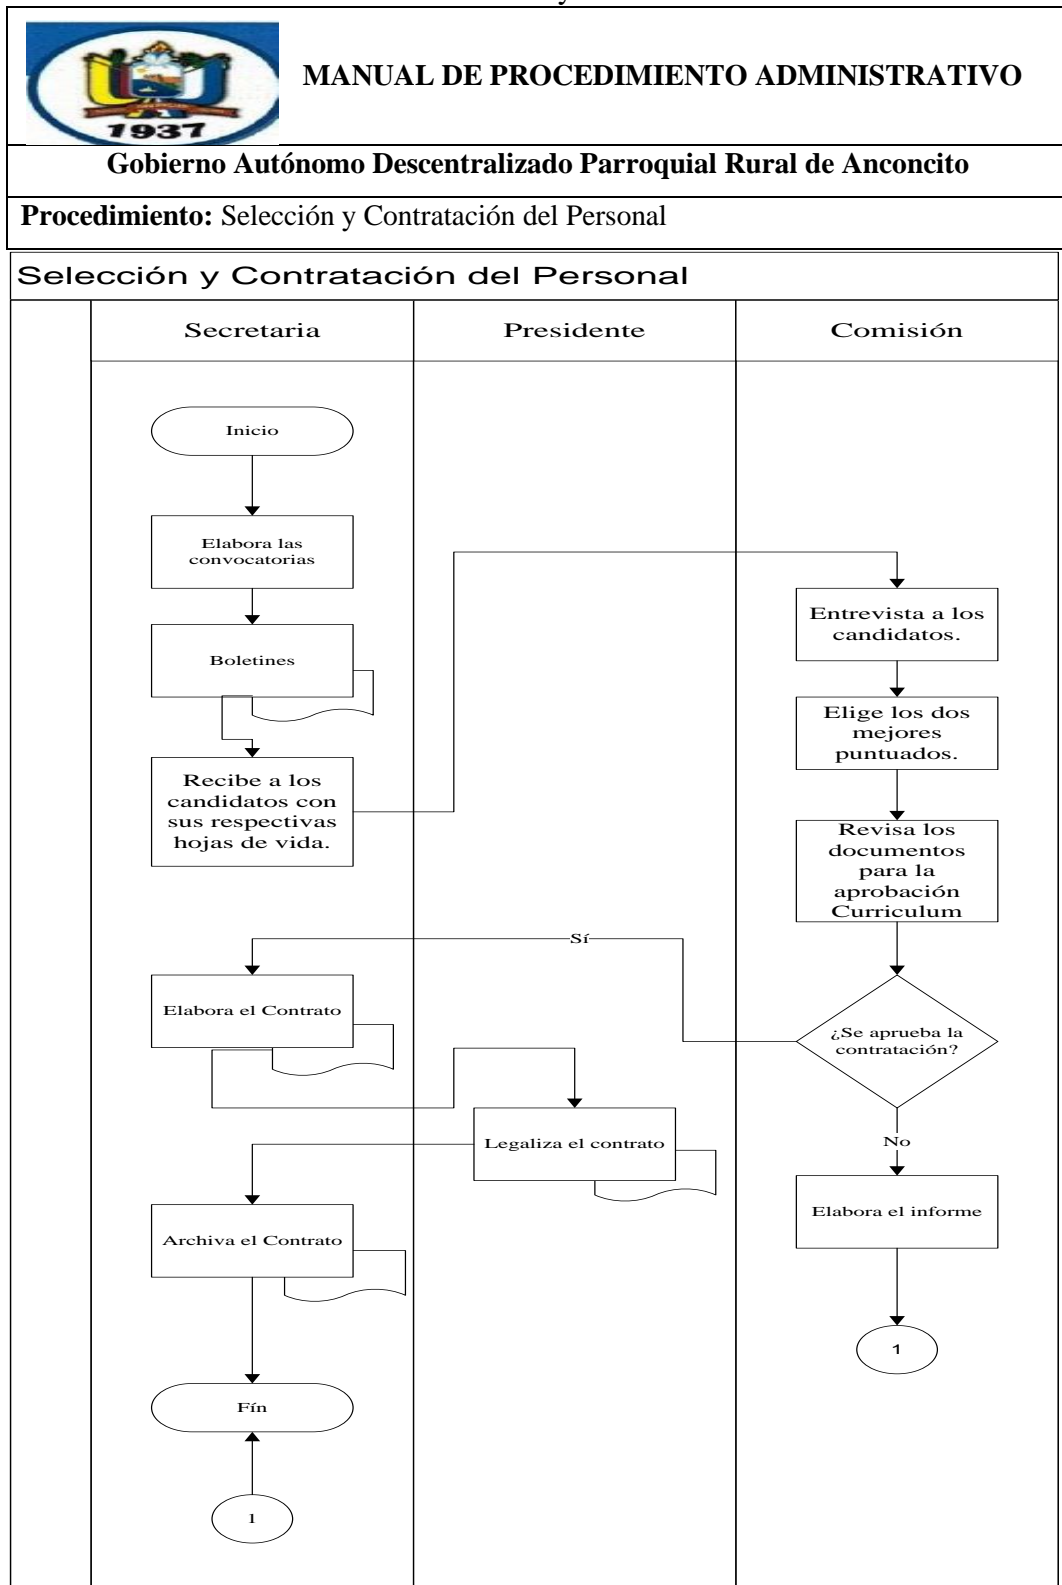 MANUAL DE PROCEDIMIENTO ADMINISTRATIVO
1937
Gobierno Autónomo Descentralizado Parroquial Rural de Anconcito
Procedimiento: Selección y Contratación del Personal
Selección y Contratación del Personal
Secretaria
Presidente
Comisión
Inicio
Elabora las
convocatorias
Boletines
Recibe a los
candidatos con
sus respectivas
hojas de vida.
Entrevista a los
candidatos.
Elige los dos
mejores
puntuados.
Revisa los
documentos
para la
aprobación
Curriculum
¿Se aprueba la
contratación?
Sí
Elabora el Contrato
Legaliza el contrato
Archiva el Contrato
No
Elabora el informe
1
Fín
1